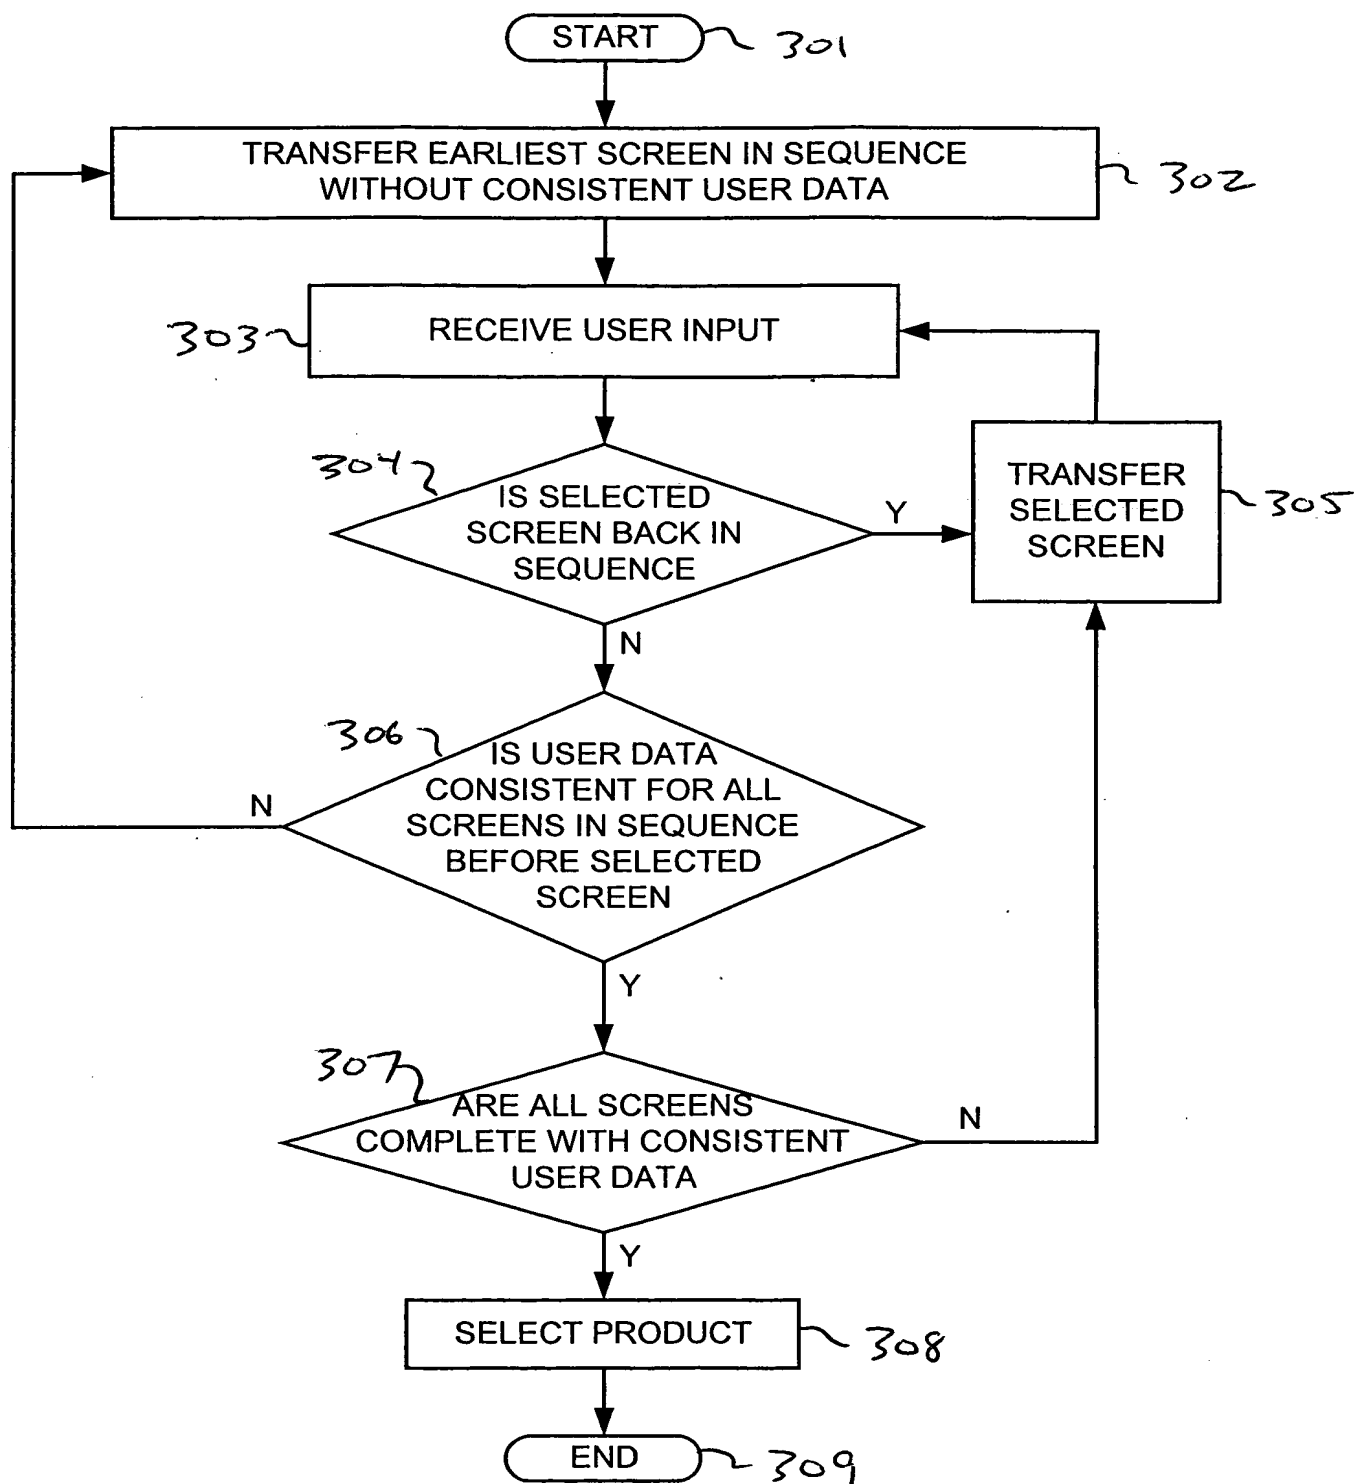 START
301
TRANSFER EARLIEST SCREEN IN SEQUENCE
WITHOUT CONSISTENT USER DATA
302
RECEIVE USER INPUT
303
304
IS SELECTED
SCREEN BACK IN
SEQUENCE
Y
TRANSFER
SELECTED
SCREEN
305
N
306
IS USER DATA
CONSISTENT FOR ALL
SCREENS IN SEQUENCE
BEFORE SELECTED
SCREEN
N
Y
307
ARE ALL SCREENS
COMPLETE WITH CONSISTENT
USER DATA
N
Y
SELECT PRODUCT
308
END
309